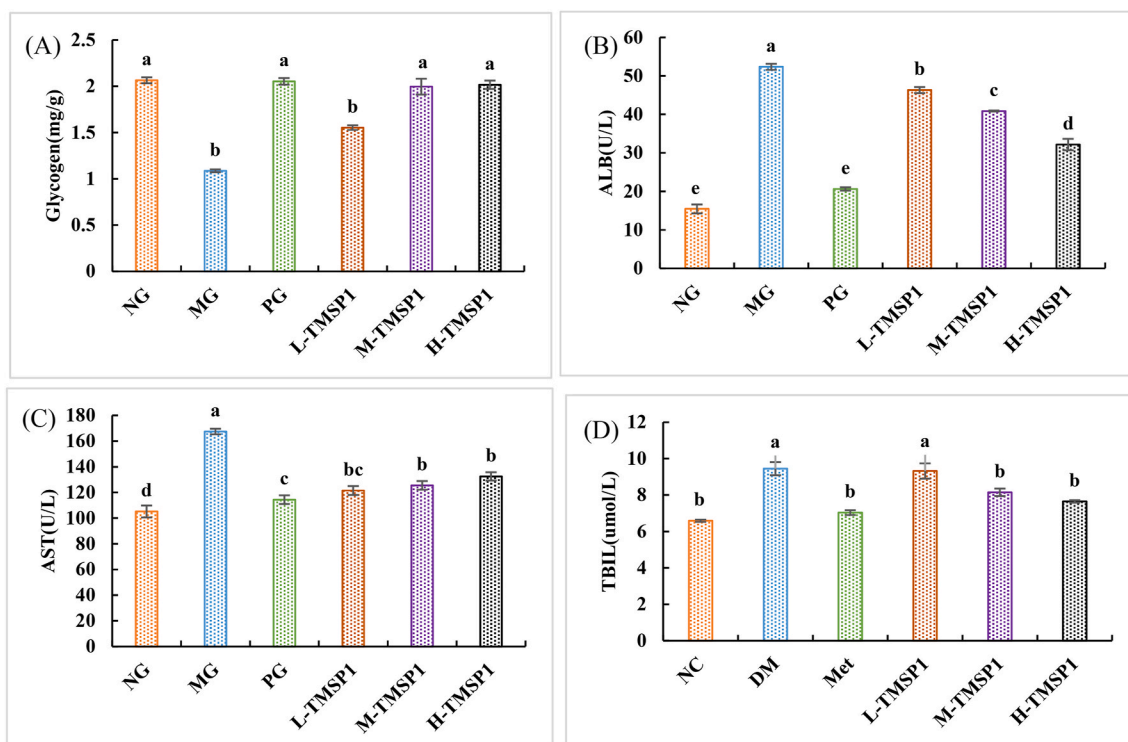 (A)
Glycogen(mg/g)
2.5
2
1.5
1
0.5
0
a
b
a
b
a
a
NG
MG
PG
L-TMSP1
M-TMSP1
H-TMSP1
(B)
ALB(U/L)
60
50
40
30
20
10
0
e
a
e
b
c
d
NG
MG
PG
L-TMSP1
M-TMSP1
H-TMSP1
(C)
AST(U/L)
180
160
140
120
100
80
60
40
20
0
d
a
c
bc
b
b
NG
MG
PG
L-TMSP1
M-TMSP1
H-TMSP1
(D)
TBIL(umol/L)
12
10
8
6
4
2
0
b
a
b
a
b
b
NC
DM
Met
L-TMSP1
M-TMSP1
H-TMSP1